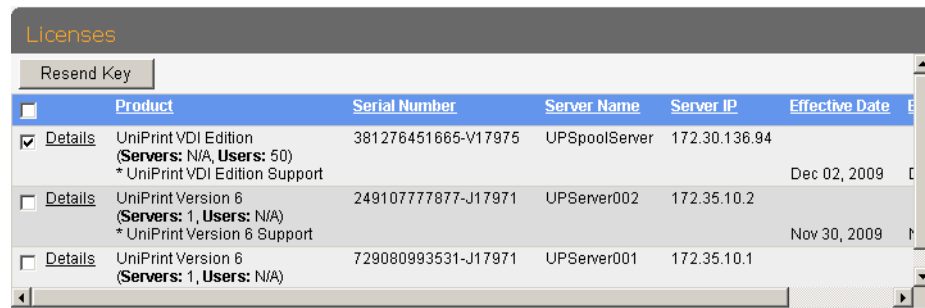 Licenses
Resend Key
Product Serial Number Server Name Server IP Effective Date
Details UniPrint VDI Edition 381276451665-V17975 UPSpoolServer 172.30.136.94
(Servers: N/A, Users: 50)
* UniPrint VDI Edition Support Dec 02, 2009
Details UniPrint Version 6 249107777877-J17971 UPServer002 172.35.10.2
(Servers: 1, Users: N/A)
* UniPrint Version 6 Support Nov 30, 2009
Details UniPrint Version 6 729080993531-J17971 UPServer001 172.35.10.1
(Servers: 1, Users: N/A)